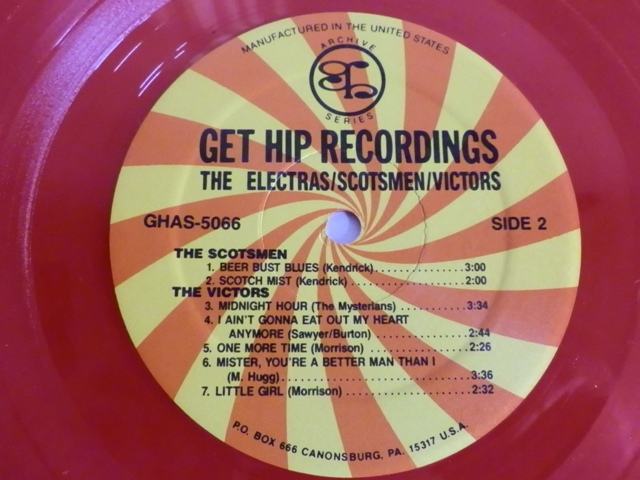 MANUFACTURED IN THE UNITED STATES
ARCHIVE
SERIES
GET HIP RECORDINGS
THE ELECTRAS/SCOTSMEN/VICTORS
GHAS-5066
SIDE 2
THE SCOTSMEN
1. BEER BUST BLUES (Kendrick)................3:00
2. SCOTCH MIST (Kendrick)....................2:00
THE VICTORS
3. MIDNIGHT HOUR (The Mysterians)............3:34
4. I AIN'T GONNA EAT OUT MY HEART
ANYMORE (Sawyer/Burton)..................2:44
5. ONE MORE TIME (Morrison)..................2:26
6. MISTER, YOU'RE A BETTER MAN THAN I
(M. Hugg)................................3:36
7. LITTLE GIRL (Morrison)....................2:32
P.O. BOX 666 CANONSBURG, PA. 15317 U.S.A.